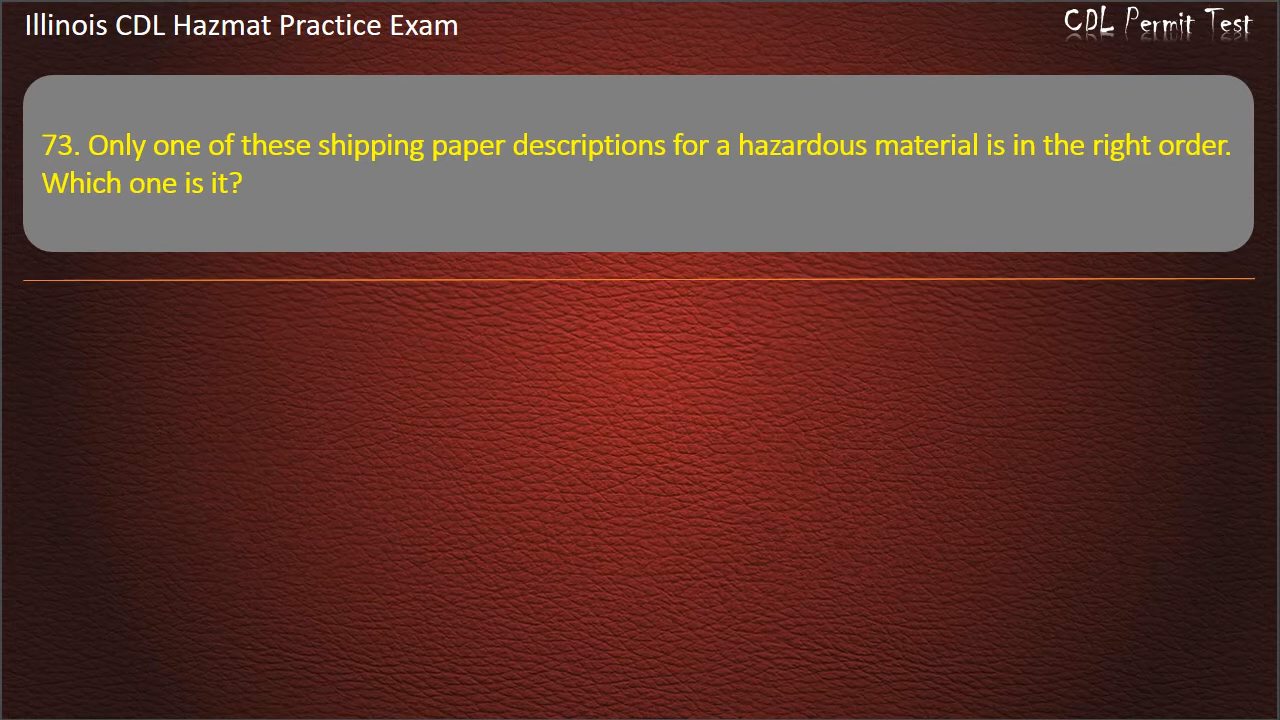 Illinois CDL Hazmat Practice Exam
CDL Permit Test
73. Only one of these shipping paper descriptions for a hazardous material is in the right order.
Which one is it?